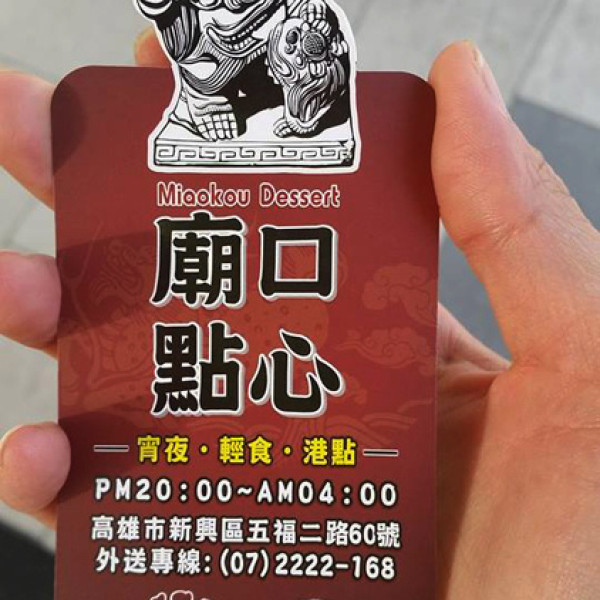 Miaokou Dessert
廟口
點心
宵夜·輕食·港點
PM20:00~AM04:00
高雄市新興區五福二路60號
外送專線:(07)2222-168